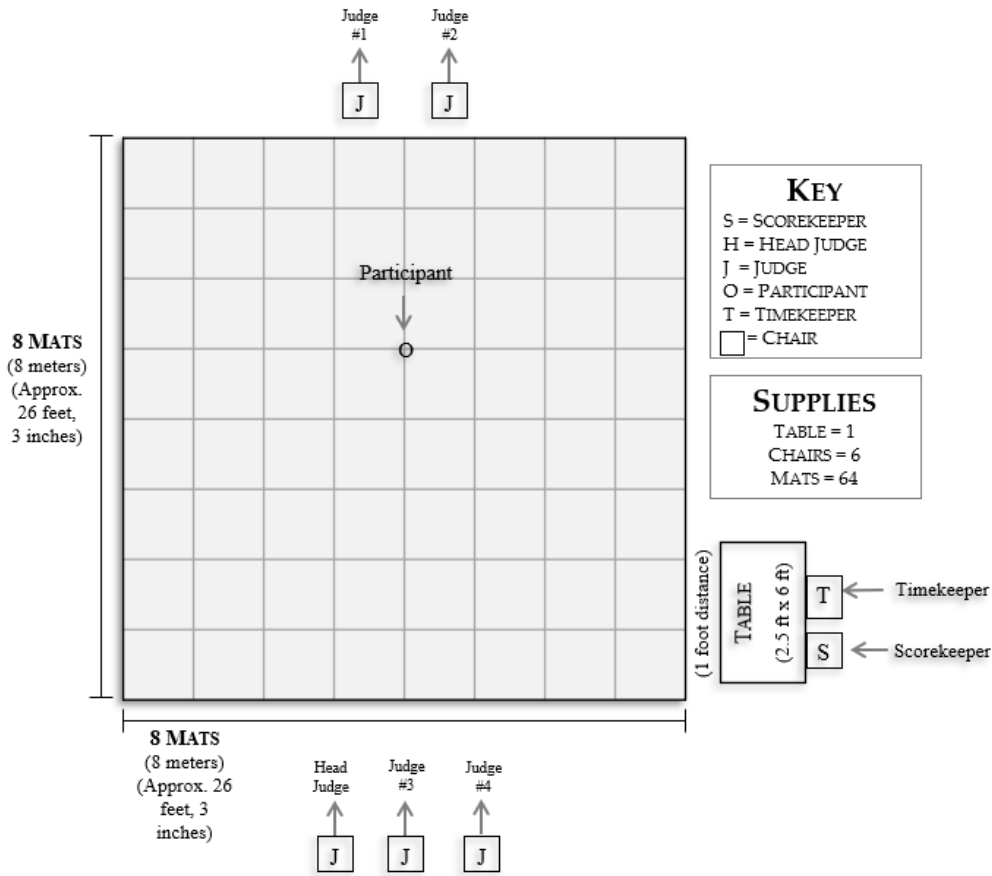 Judge
#1
Judge
#2
J
J
Participant
O
8 MATS
(8 meters)
(Approx.
26 feet,
3 inches)
KEY
S = SCOREKEEPER
H = HEAD JUDGE
J = JUDGE
O = PARTICIPANT
T = TIMEKEEPER
= CHAIR
SUPPLIES
TABLE = 1
CHAIRS = 6
MATS = 64
(1 foot distance)
TABLE
(2.5 ft x 6 ft)
T
Timekeeper
S
Scorekeeper
8 MATS
(8 meters)
(Approx. 26
feet, 3
inches)
Head
Judge
Judge
#3
Judge
#4
J
J
J